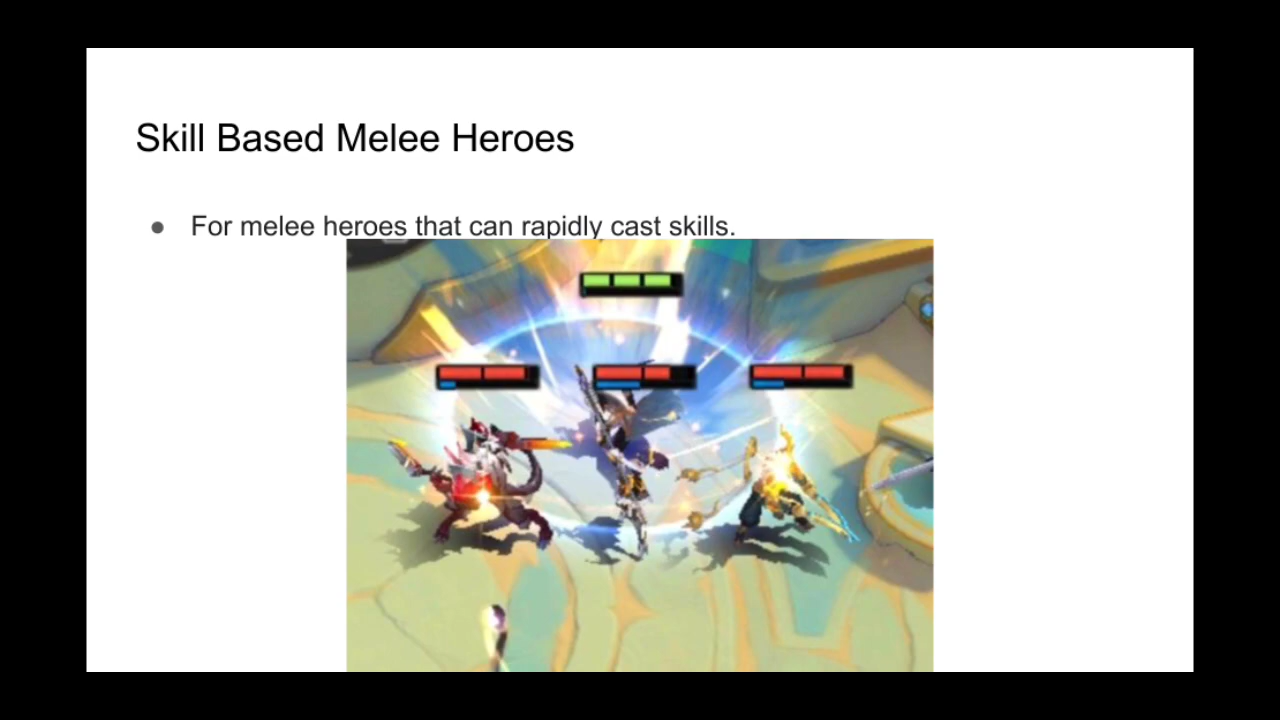 Skill Based Melee Heroes
● For melee heroes that can rapidly cast skills.